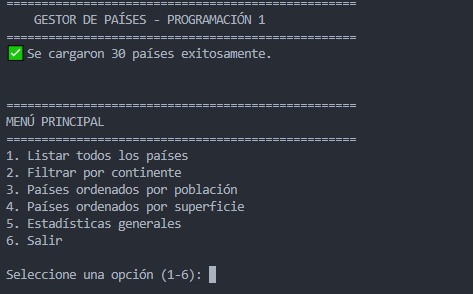 ==================================================
GESTOR DE PAÍSES - PROGRAMACIÓN 1
==================================================
✅ Se cargaron 30 países exitosamente.
==================================================
MENÚ PRINCIPAL
==================================================
1. Listar todos los países
2. Filtrar por continente
3. Países ordenados por población
4. Países ordenados por superficie
5. Estadísticas generales
6. Salir
Seleccione una opción (1-6):